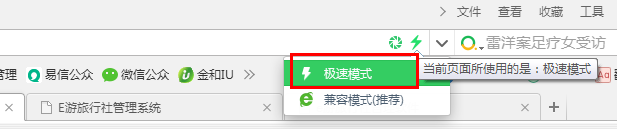 文件 查看 收藏 工具
雷洋案足疗女受访
管理 易信公众 微信公众 金和IU
极速模式
当前页面所使用的是：极速模式
兼容模式(推荐)
E游旅行社管理系统